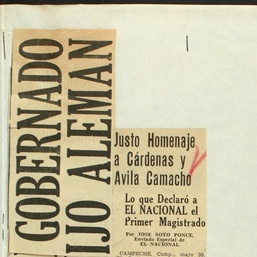 GOBERNADO
IJO ALEMAN
Justo Homenaje
a Cárdenas y
Avila Camacho
Lo que Declaró a
EL NACIONAL el
Primer Magistrado
Por JOSE SOTO PONCE,
Enviado Especial de
EL NACIONAL
CAMPECHE, Camp., mayo 30.